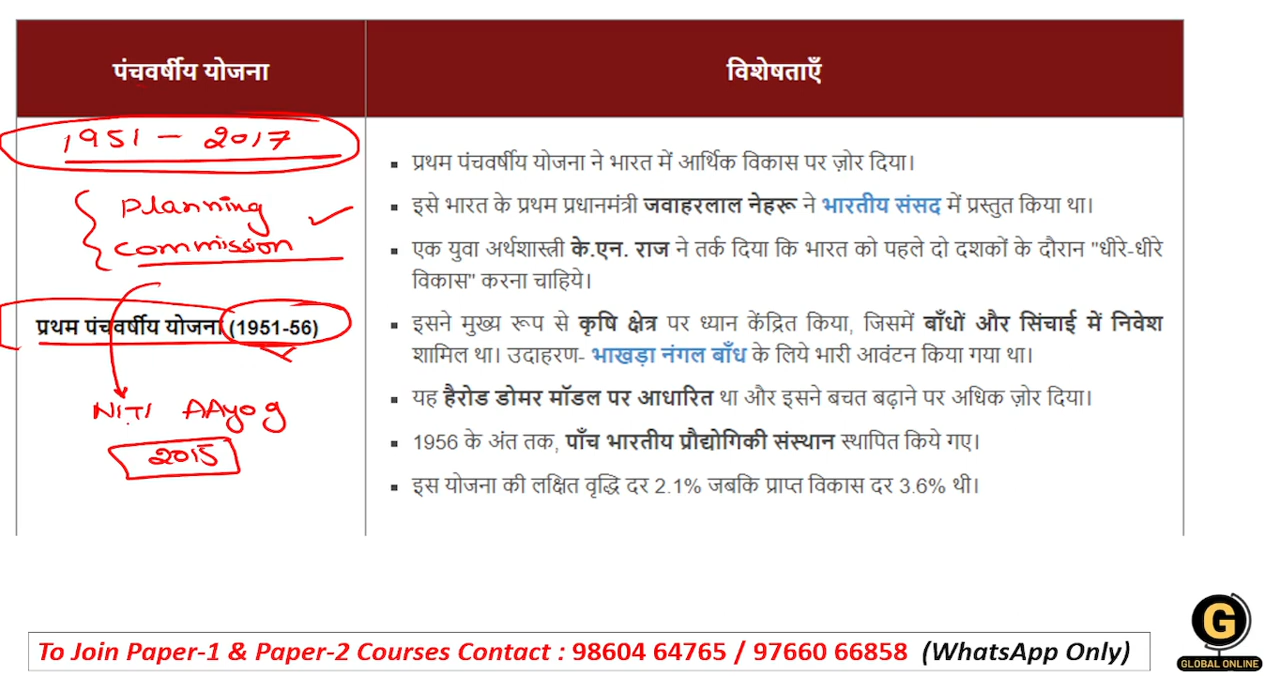 पंचवर्षीय योजना
विशेषताएँ
1951 - 2017
Planning
commission
प्रथम पंचवर्षीय योजना (1951-56)
NITI AAyog
2015
▪ प्रथम पंचवर्षीय योजना ने भारत में आर्थिक विकास पर ज़ोर दिया।
▪ इसे भारत के प्रथम प्रधानमंत्री जवाहरलाल नेहरू ने भारतीय संसद में प्रस्तुत किया था।
▪ एक युवा अर्थशास्त्री के.एन. राज ने तर्क दिया कि भारत को पहले दो दशकों के दौरान "धीरे-धीरे
विकास" करना चाहिये।
▪ इसने मुख्य रूप से कृषि क्षेत्र पर ध्यान केंद्रित किया, जिसमें बाँधों और सिंचाई में निवेश
शामिल था। उदाहरण- भाखड़ा नंगल बाँध के लिये भारी आवंटन किया गया था।
▪ यह हैरोड डोमर मॉडल पर आधारित था और इसने बचत बढ़ाने पर अधिक ज़ोर दिया।
▪ 1956 के अंत तक, पाँच भारतीय प्रौद्योगिकी संस्थान स्थापित किये गए।
▪ इस योजना की लक्षित वृद्धि दर 2.1% जबकि प्राप्त विकास दर 3.6% थी।
To Join Paper-1 & Paper-2 Courses Contact : 98604 64765 / 97660 66858 (WhatsApp Only)
G
GLOBAL ONLINE